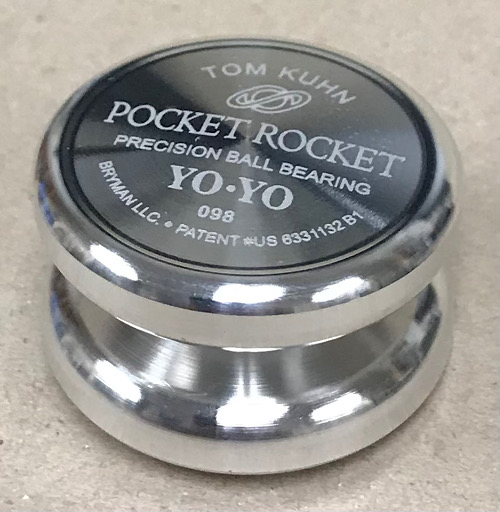 TOM KUHN
POCKET ROCKET
PRECISION BALL BEARING
YO·YO
098
BRYMAN LLC. • PATENT #US 6331132 B1